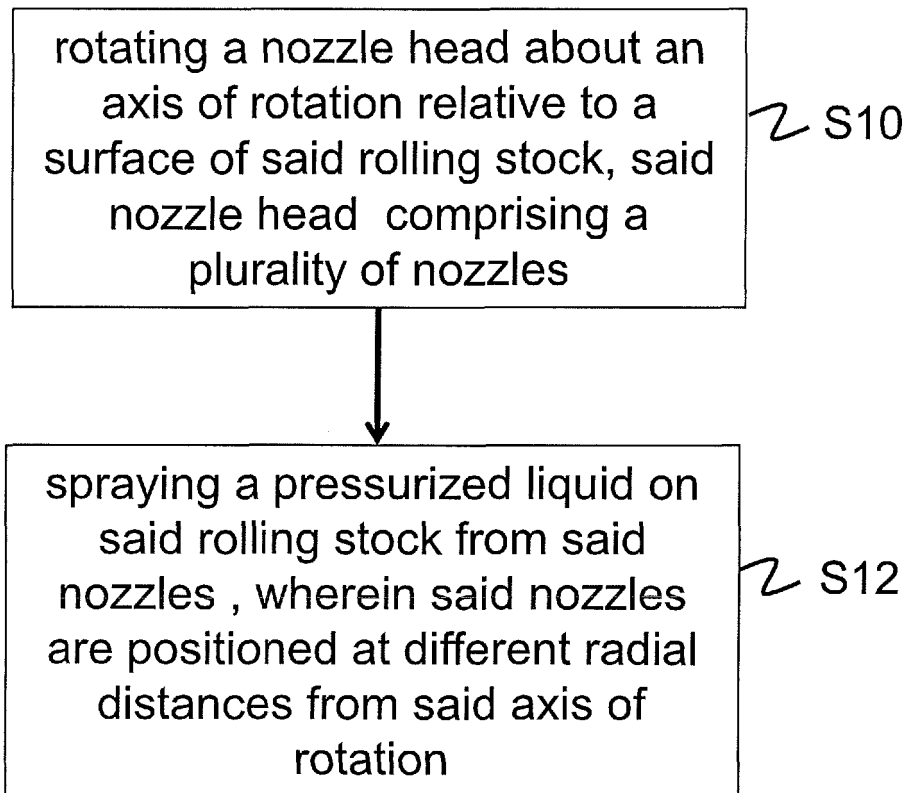 rotating a nozzle head about an
axis of rotation relative to a
surface of said rolling stock, said
nozzle head comprising a
plurality of nozzles
S10
spraying a pressurized liquid on
said rolling stock from said
nozzles , wherein said nozzles
are positioned at different radial
distances from said axis of
rotation
S12